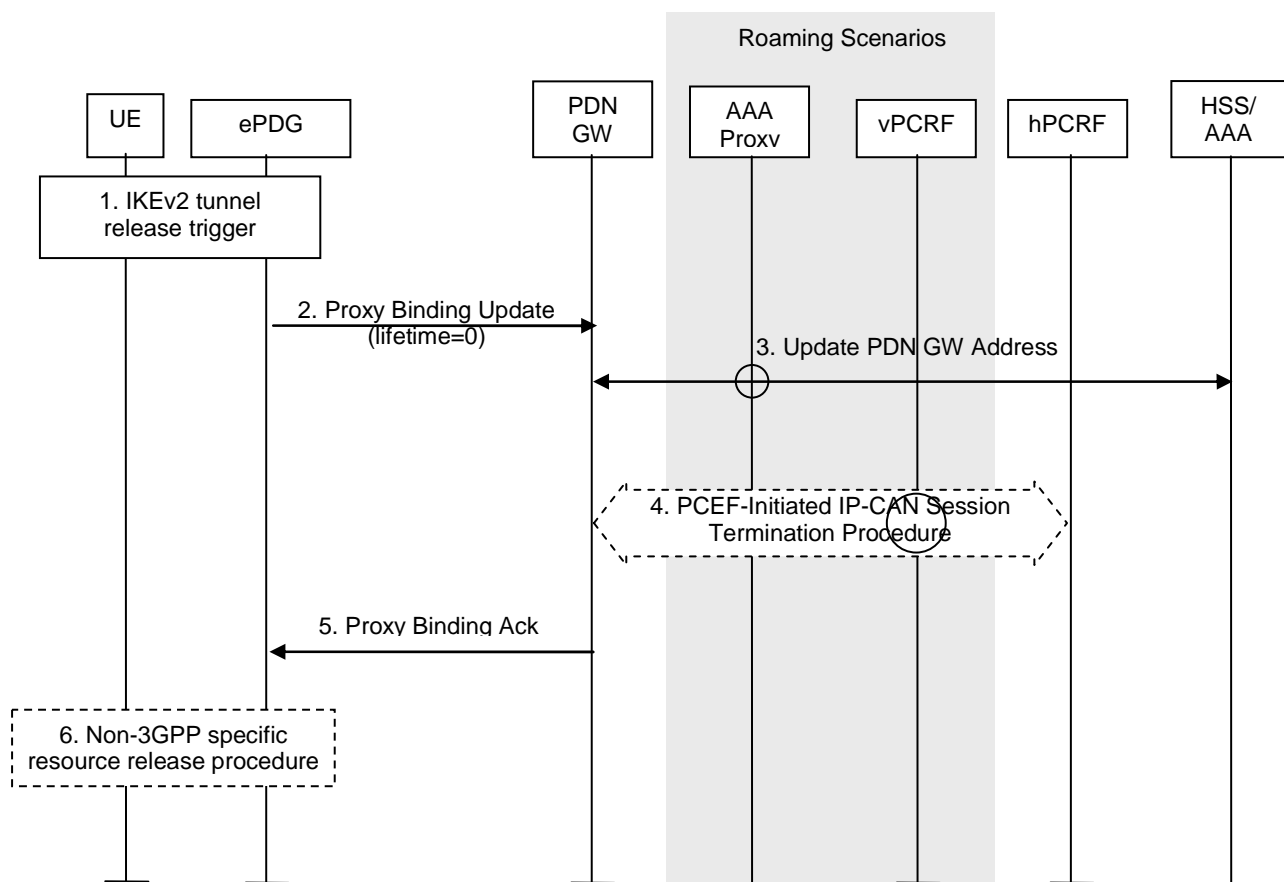 Roaming Scenarios
UE
ePDG
PDN
GW
AAA
Proxy
vPCRF
hPCRF
HSS/
AAA
1. IKEv2 tunnel
release trigger
2. Proxy Binding Update
(lifetime=0)
3. Update PDN GW Address
4. PCEF-Initiated IP-CAN Session
Termination Procedure
5. Proxy Binding Ack
6. Non-3GPP specific
resource release procedure